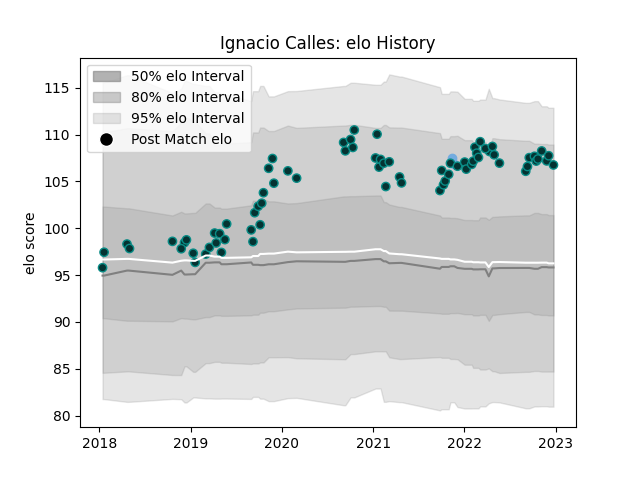 Ignacio Calles: elo History
50% elo Interval
80% elo Interval
95% elo Interval
Post Match elo
elo score
115
110
105
100
95
90
85
80
2018
2019
2020
2021
2022
2023